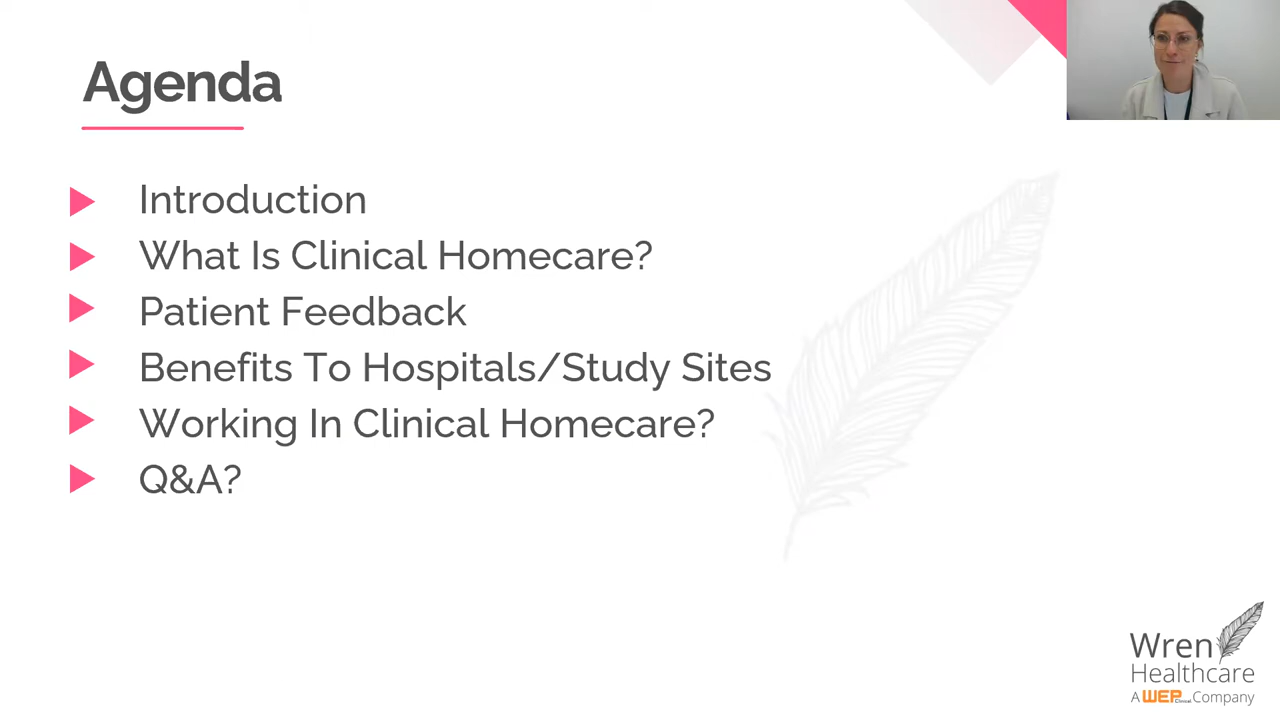 Agenda
Introduction
What Is Clinical Homecare?
Patient Feedback
Benefits To Hospitals/Study Sites
Working In Clinical Homecare?
Q&A?
Wren
Healthcare
A WEP Clinical Company